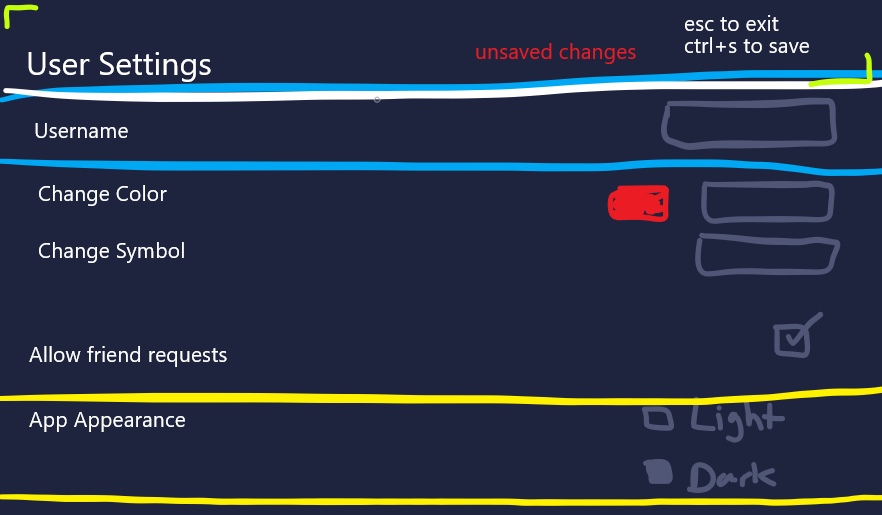 esc to exit
ctrl+s to save
User Settings
unsaved changes
Username
Change Color
Change Symbol
Allow friend requests
App Appearance
Light
Dark